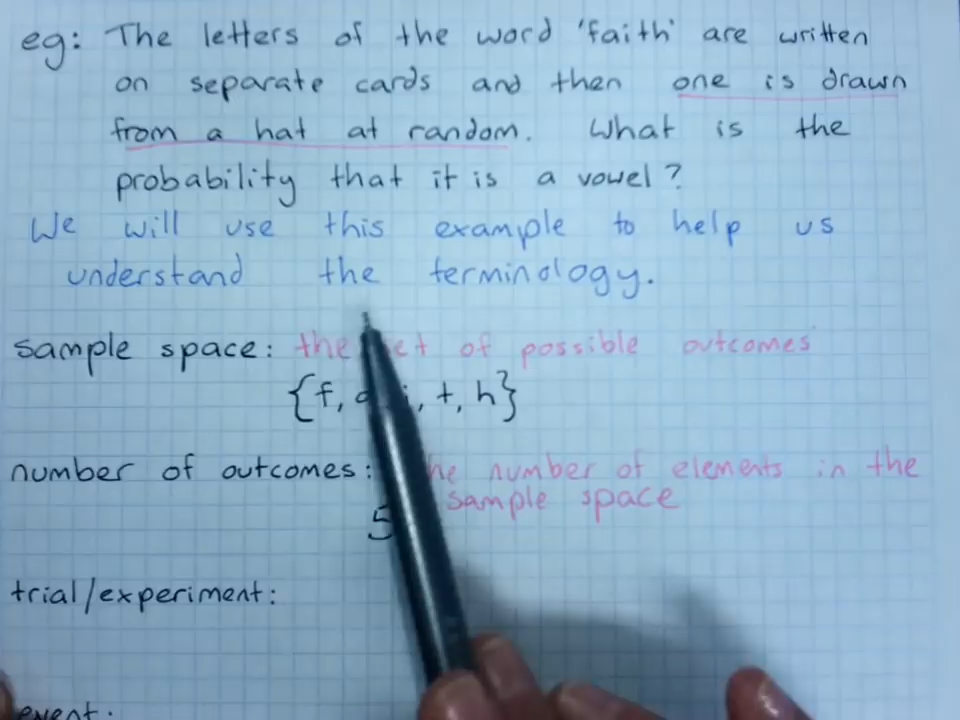 eg: The letters of the word 'faith' are written
on separate cards and then one is drawn
from a hat at random. What is the
probability that it is a vowel?
We will use this example to help us
understand the terminology.
sample space: the set of possible outcomes
{f, a, i, t, h}
number of outcomes: the number of elements in the
sample space
5
trial/experiment:
event: